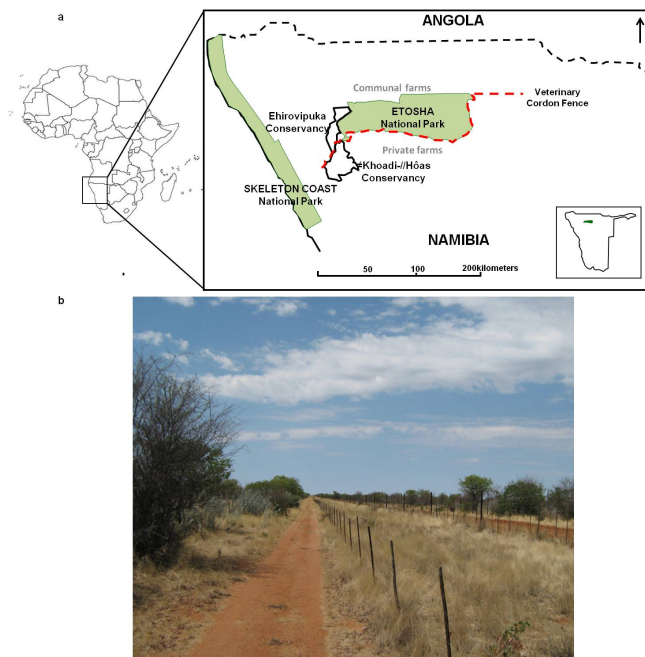 a
ANGOLA
Communal farms
Veterinary
Cordon Fence
Ehirovipuka
Conservancy
ETOSHA
National Park
Private farms
≠Khoadi-//Hôas
Conservancy
SKELETON COAST
National Park
NAMIBIA
50 100 200kilometers
b